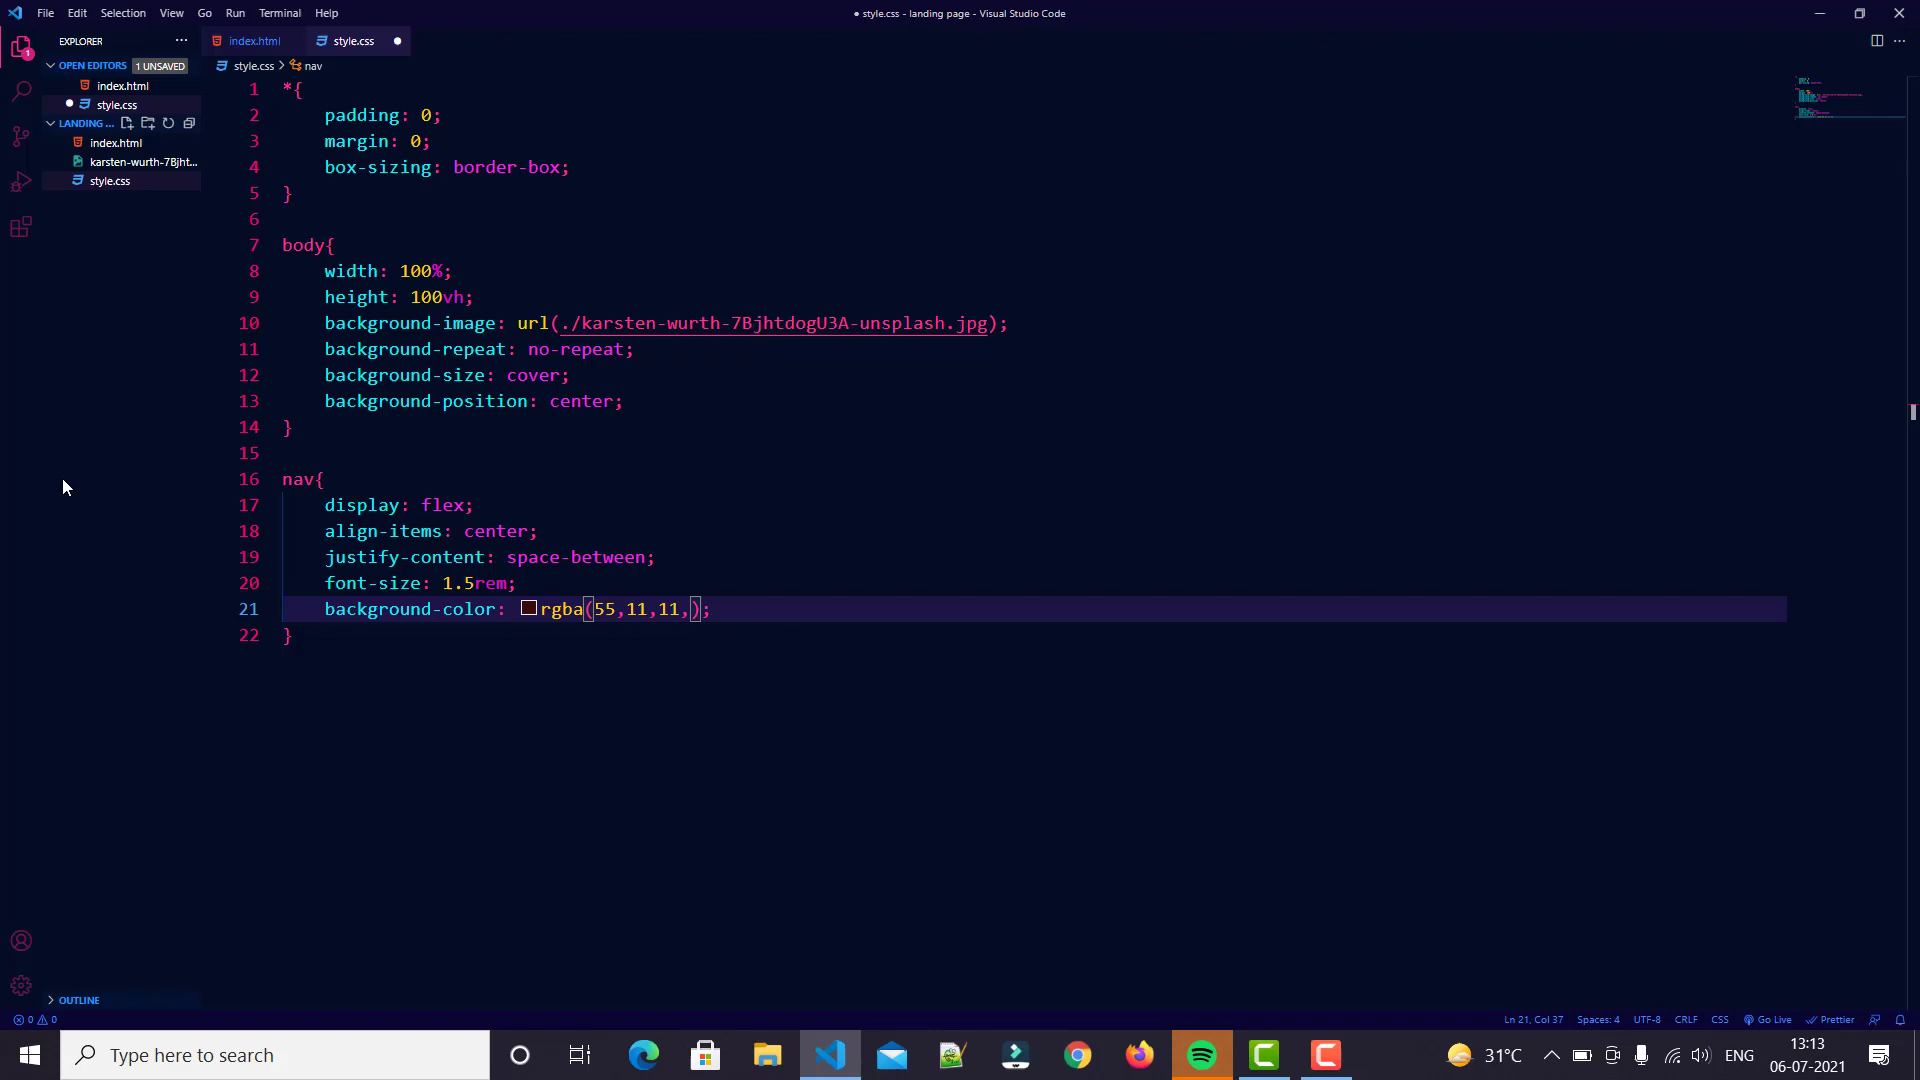 File Edit Selection View Go Run Terminal Help
● style.css - landing page - Visual Studio Code
EXPLORER
index.html
style.css
OPEN EDITORS 1 UNSAVED
index.html
style.css
LANDING ...
index.html
karsten-wurth-7Bjht...
style.css
style.css > nav
1 *{
2 padding: 0;
3 margin: 0;
4 box-sizing: border-box;
5 }
6
7 body{
8 width: 100%;
9 height: 100vh;
10 background-image: url(./karsten-wurth-7BjhtdogU3A-unsplash.jpg);
11 background-repeat: no-repeat;
12 background-size: cover;
13 background-position: center;
14 }
15
16 nav{
17 display: flex;
18 align-items: center;
19 justify-content: space-between;
20 font-size: 1.5rem;
21 background-color: rgba(55,11,11,);
22 }
OUTLINE
0 0
Ln 21, Col 37 Spaces: 4 UTF-8 CRLF CSS Go Live Prettier
Type here to search
31°C
ENG
13:13
06-07-2021
1